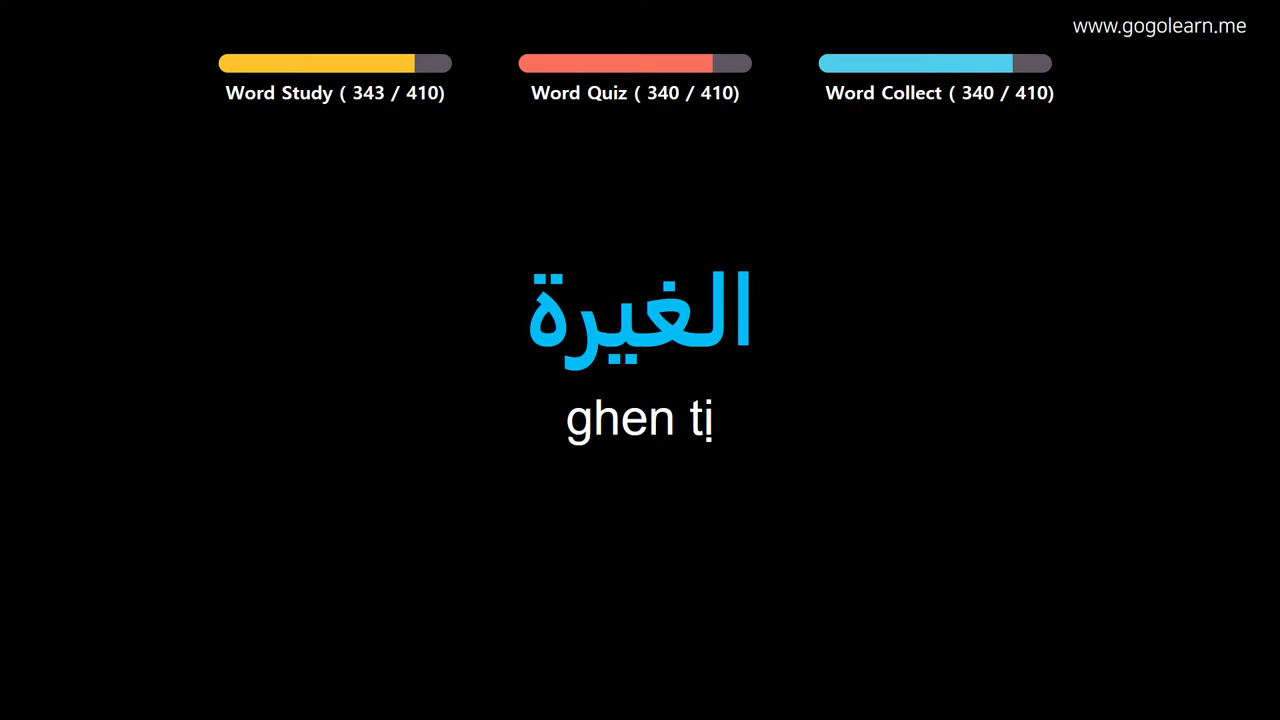 www.gogolearn.me
Word Study ( 343 / 410)
Word Quiz ( 340 / 410)
Word Collect ( 340 / 410)
الغيرة
ghen tị